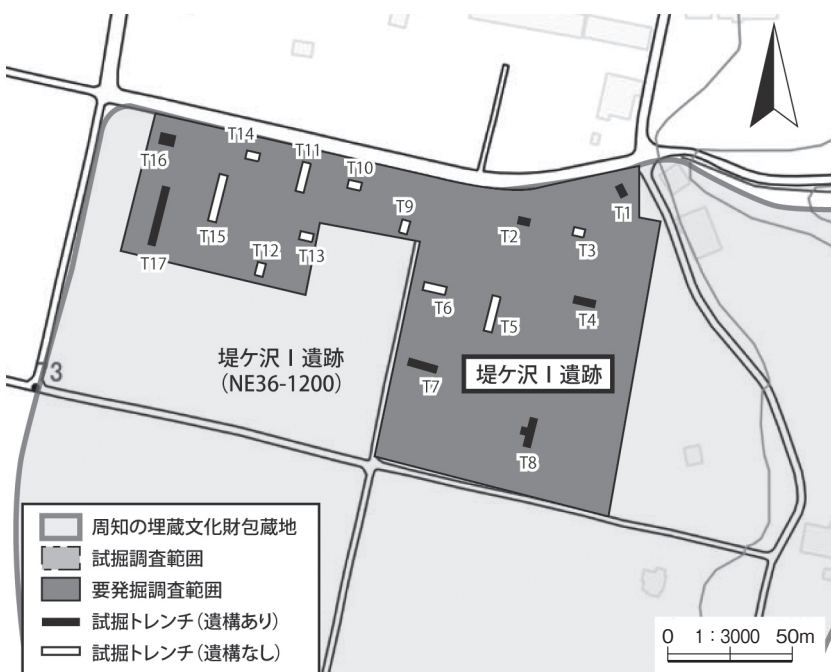 T14
T11
T10
T16
T9
T1
T2
T3
T15
T13
T12
T17
T6
T5
T4
T7
T8
堤ケ沢Ⅰ遺跡
(NE36-1200)
堤ケ沢Ⅰ遺跡
3
周知の埋蔵文化財包蔵地
試掘調査範囲
要発掘調査範囲
試掘トレンチ(遺構あり)
試掘トレンチ(遺構なし)
0 1:3000 50m